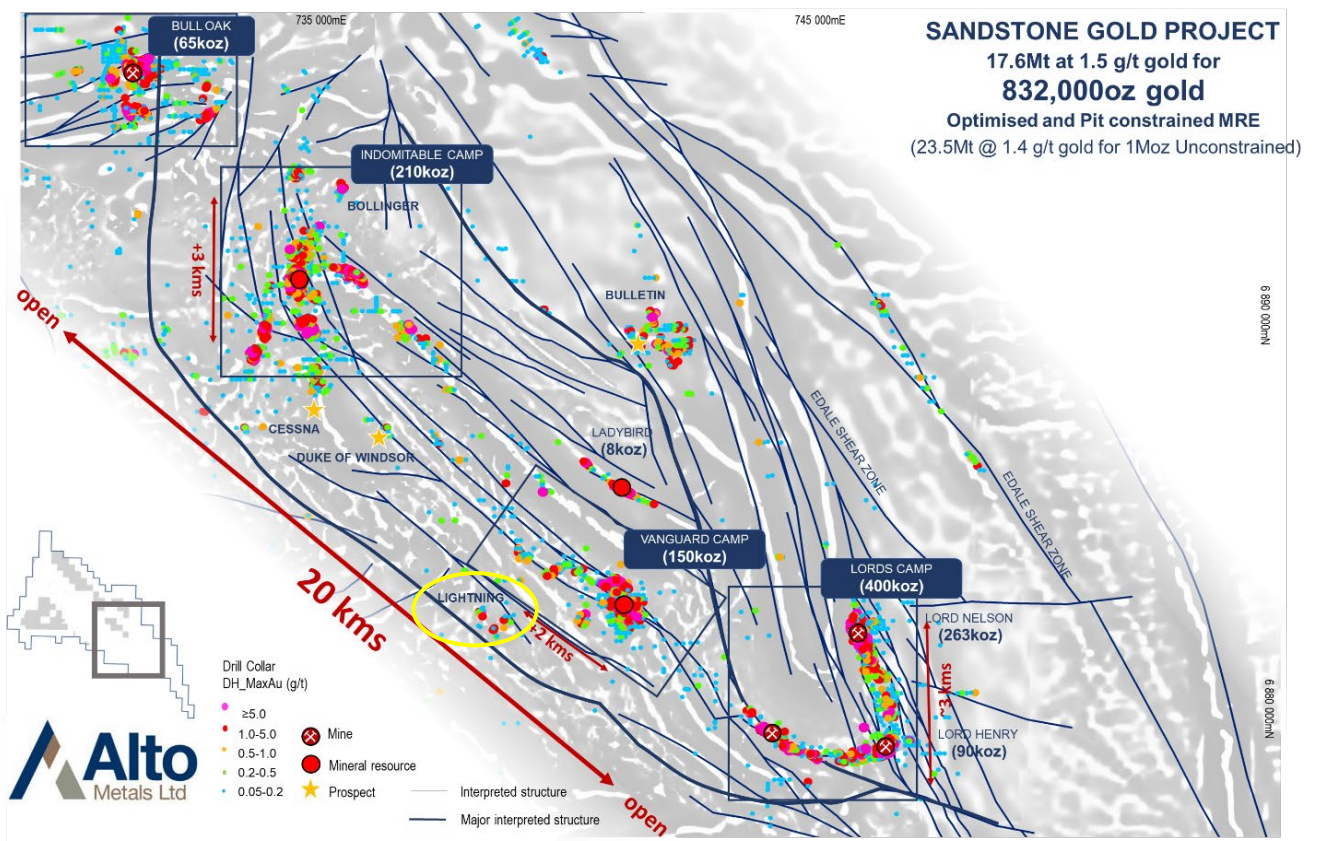 735 000mE
745 000mE
SANDSTONE GOLD PROJECT
17.6Mt at 1.5 g/t gold for
832,000oz gold
Optimised and Pit constrained MRE
(23.5Mt @ 1.4 g/t gold for 1Moz Unconstrained)
BULL OAK
(65koz)
INDOMITABLE CAMP
(210koz)
BOLLINGER
+3 kms
open
BULLETIN
6 890 000mN
CESSNA
DUKE OF WINDSOR
LADYBIRD
(8koz)
EDALE SHEAR ZONE
EDALE SHEAR ZONE
VANGUARD CAMP
(150koz)
LORDS CAMP
(400koz)
20 kms
LIGHTNING
+2 kms
LORD NELSON
(263koz)
~3 kms
LORD HENRY
(90koz)
6 880 000mN
open
Drill Collar
DH_MaxAu (g/t)
≥5.0
1.0-5.0
0.5-1.0
0.2-0.5
0.05-0.2
Mine
Mineral resource
Prospect
Interpreted structure
Major interpreted structure
Alto
Metals Ltd